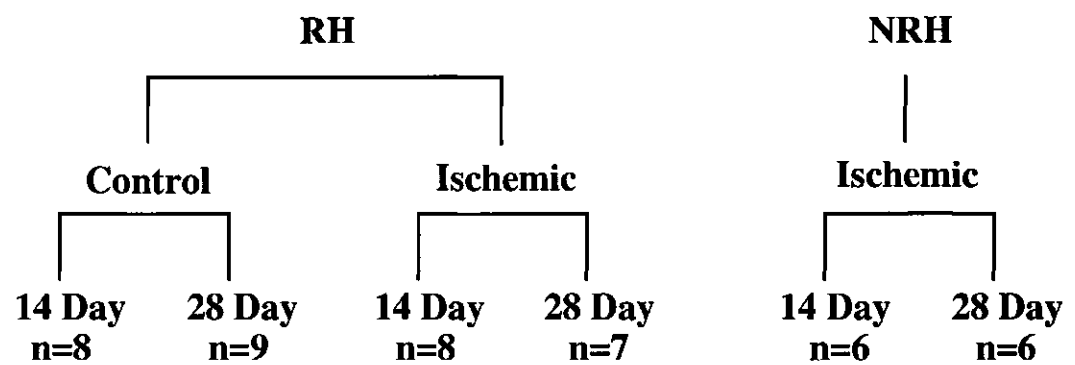 RH NRH
Control Ischemic Ischemic
14 Day 28 Day 14 Day 28 Day 14 Day 28 Day
n=8 n=9 n=8 n=7 n=6 n=6